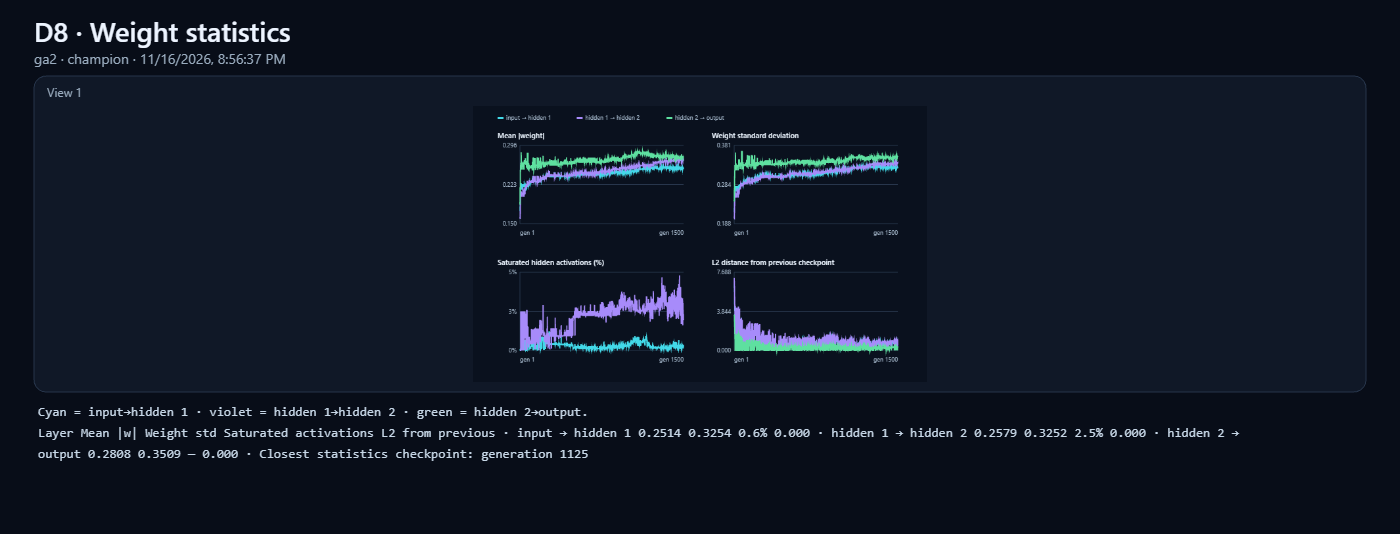 D8 · Weight statistics
ga2 · champion · 11/16/2026, 8:56:37 PM
View 1
input → hidden 1
hidden 1 → hidden 2
hidden 2 → output
Mean |weight|
Weight standard deviation
0.296
0.223
0.150
gen 1
gen 1500
0.381
0.284
0.188
gen 1
gen 1500
Saturated hidden activations (%)
L2 distance from previous checkpoint
5%
3%
0%
gen 1
gen 1500
7.688
3.844
0.000
gen 1
gen 1500
Cyan = input→hidden 1 · violet = hidden 1→hidden 2 · green = hidden 2→output.
Layer Mean |w| Weight std Saturated activations L2 from previous · input → hidden 1 0.2514 0.3254 0.6% 0.000 · hidden 1 → hidden 2 0.2579 0.3252 2.5% 0.000 · hidden 2 →
output 0.2808 0.3509 — 0.000 · Closest statistics checkpoint: generation 1125